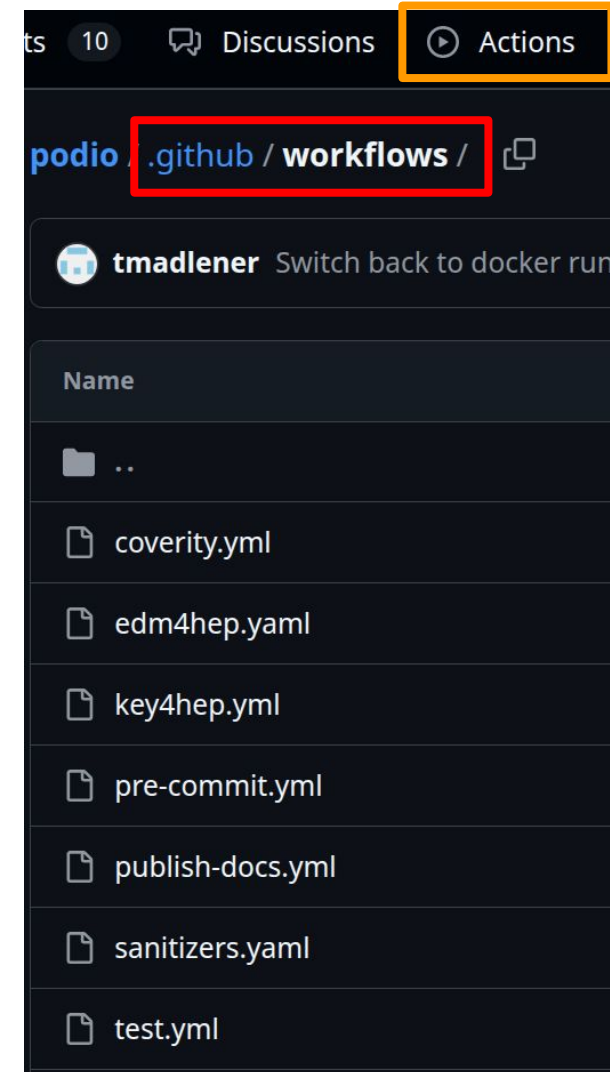 ts 10 Discussions Actions
podio / .github / workflows /
tmadlener Switch back to docker run
Name
..
coverity.yml
edm4hep.yaml
key4hep.yml
pre-commit.yml
publish-docs.yml
sanitizers.yaml
test.yml